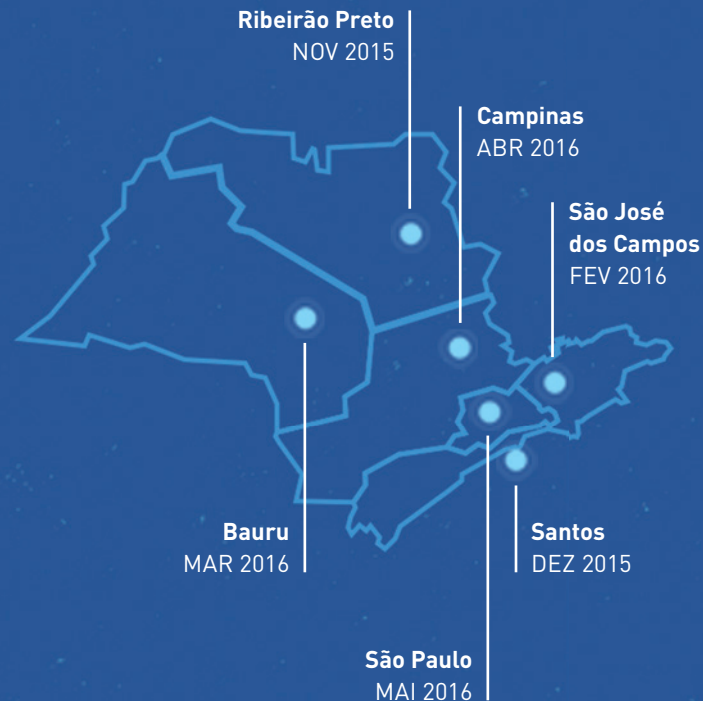 Ribeirão Preto
NOV 2015
Campinas
ABR 2016
São José
dos Campos
FEV 2016
Bauru
MAR 2016
Santos
DEZ 2015
São Paulo
MAI 2016